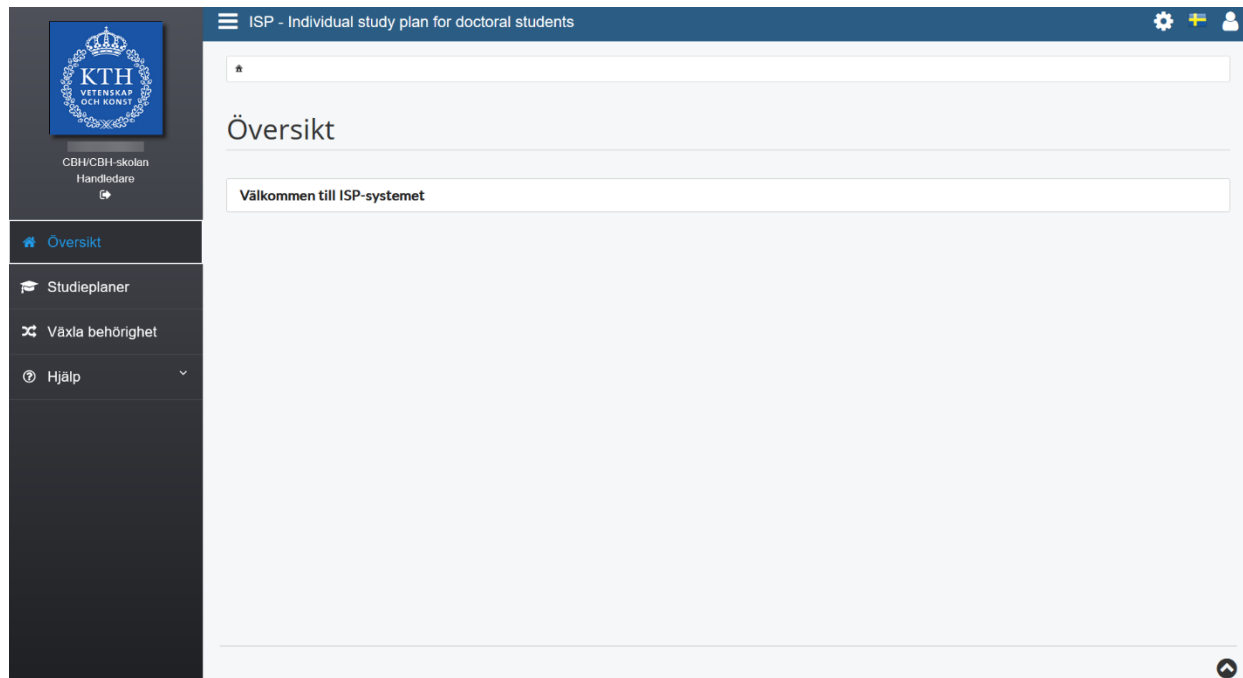 KTH
VETENSKAP
OCH KONST
CBH/CBH-skolan
Handledare
Översikt
Studieplaner
Växla behörighet
Hjälp
ISP - Individual study plan for doctoral students
Översikt
Välkommen till ISP-systemet